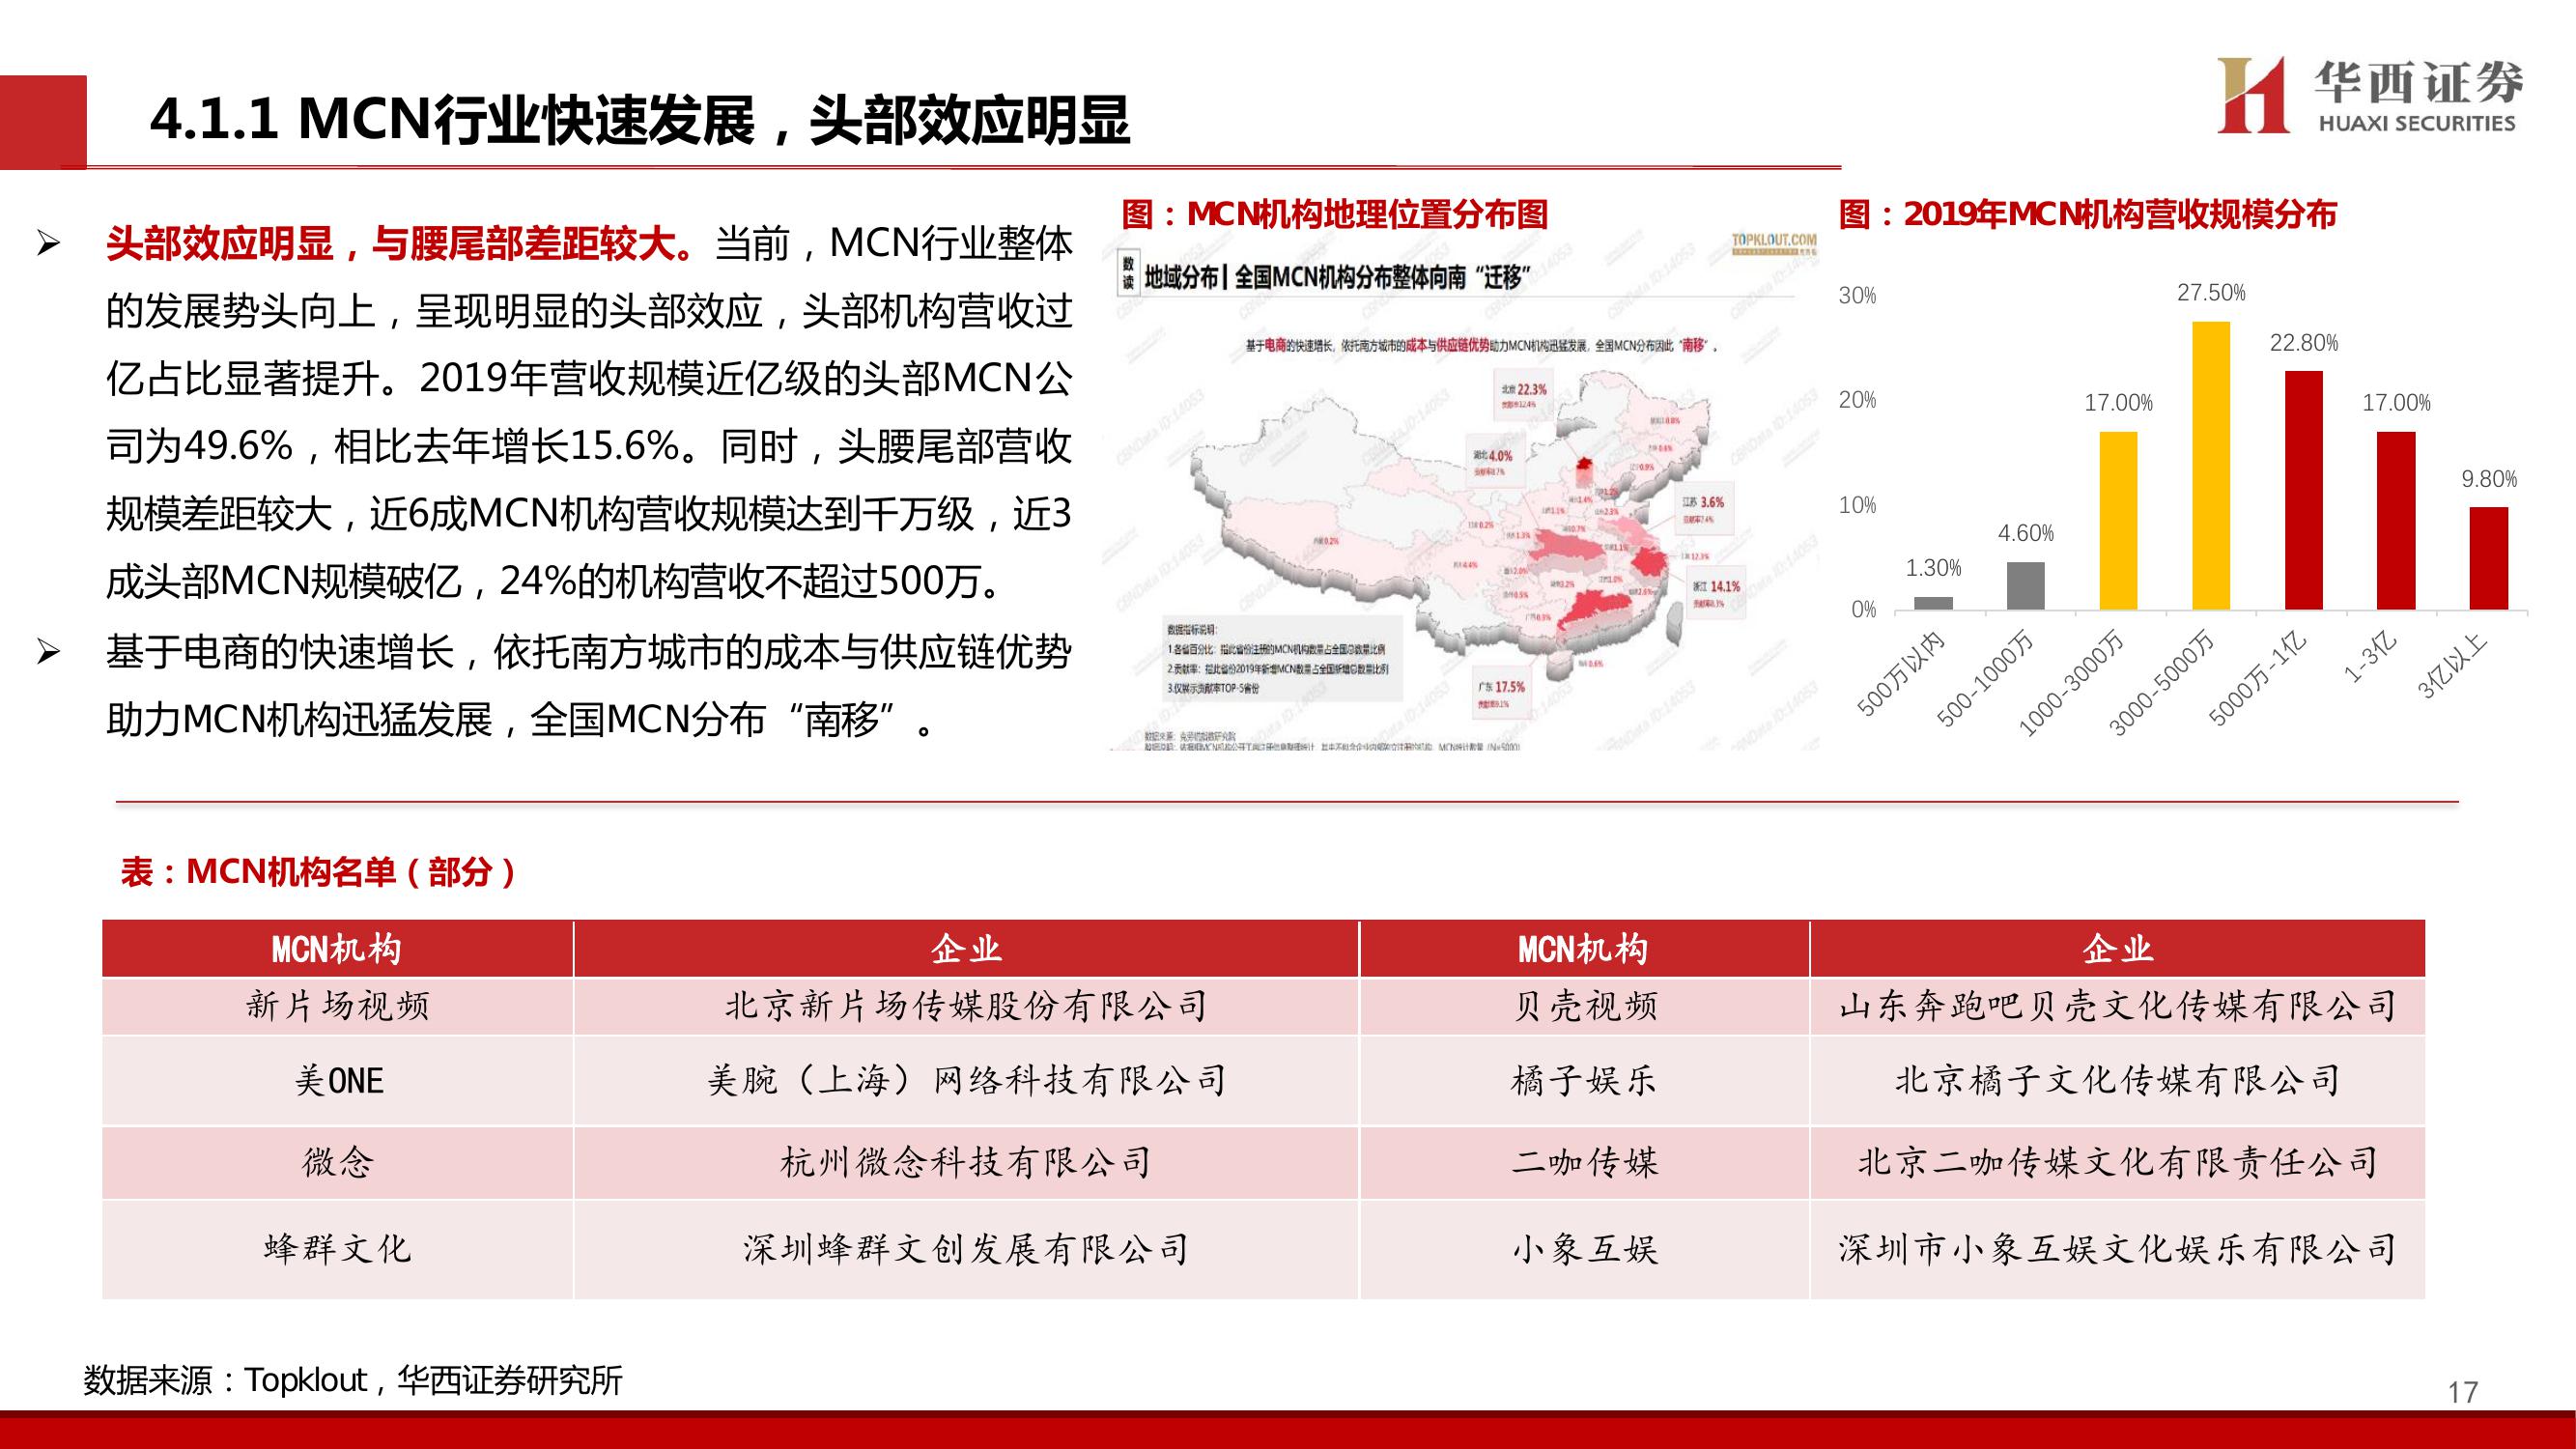 4.1.1 MCN行业快速发展，头部效应明显
华西证券
HUAXI SECURITIES
头部效应明显，与腰尾部差距较大。当前，MCN行业整体
的发展势头向上，呈现明显的头部效应，头部机构营收过
亿占比显著提升。2019年营收规模近亿级的头部MCN公
司为49.6%，相比去年增长15.6%。同时，头腰尾部营收
规模差距较大，近6成MCN机构营收规模达到千万级，近3
成头部MCN规模破亿，24%的机构营收不超过500万。
基于电商的快速增长，依托南方城市的成本与供应链优势
助力MCN机构迅猛发展，全国MCN分布“南移”。
图：MCN机构地理位置分布图
TOPKLOUT.COM
数读
地域分布 | 全国MCN机构分布整体向南“迁移”
基于电商的快速增长，依托南方城市的成本与供应链优势助力MCN机构迅猛发展，全国MCN分布因此“南移”。
北京 22.3%
贡献率12.4%
湖北 4.0%
江苏 3.6%
浙江 14.1%
广东 17.5%
数据指标说明：
1.各省百分比：指此省份注册的MCN机构数量占全国总数量比例
2.贡献率：指此省份2019年新增MCN数量占全国新增总数量比例
3.仅展示贡献率TOP-5省份
数据来源：克劳锐指数研究院
图：2019年MCN机构营收规模分布
30%
20%
10%
0%
1.30%
4.60%
17.00%
27.50%
22.80%
17.00%
9.80%
500万以内
500-1000万
1000-3000万
3000-5000万
5000万-1亿
1-3亿
3亿以上
表：MCN机构名单（部分）
MCN机构 企业 MCN机构 企业
新片场视频 北京新片场传媒股份有限公司 贝壳视频 山东奔跑吧贝壳文化传媒有限公司
美ONE 美腕（上海）网络科技有限公司 橘子娱乐 北京橘子文化传媒有限公司
微念 杭州微念科技有限公司 二咖传媒 北京二咖传媒文化有限责任公司
蜂群文化 深圳蜂群文创发展有限公司 小象互娱 深圳市小象互娱文化娱乐有限公司
数据来源：Topklout，华西证券研究所
17